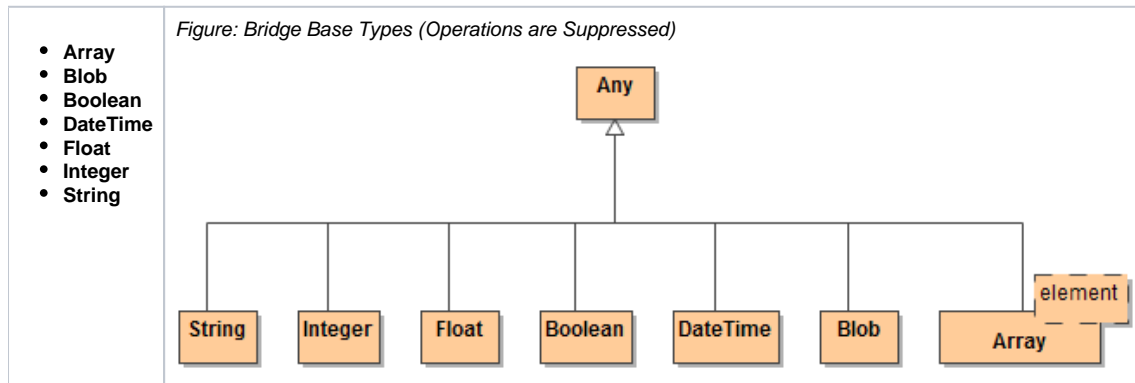 Array
Blob
Boolean
DateTime
Float
Integer
String
Figure: Bridge Base Types (Operations are Suppressed)
Any
element
String Integer Float Boolean DateTime Blob Array